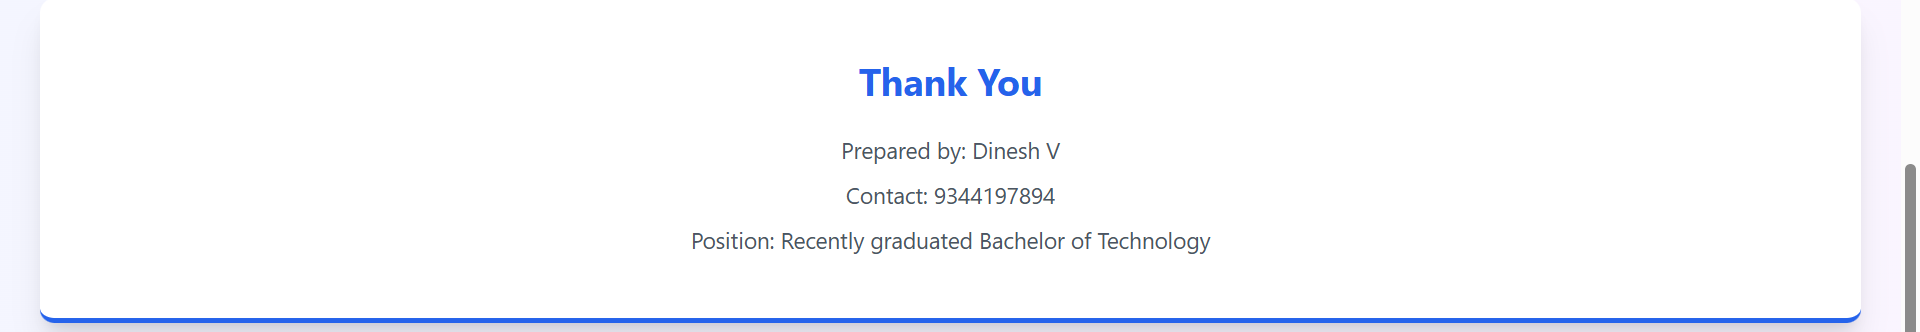 Thank You
Prepared by: Dinesh V
Contact: 9344197894
Position: Recently graduated Bachelor of Technology